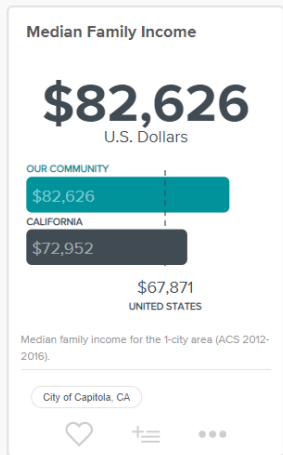 Median Family Income
$82,626
U.S. Dollars
OUR COMMUNITY
$82,626
CALIFORNIA
$72,952
$67,871
UNITED STATES
Median family income for the 1-city area (ACS 2012-
2016).
City of Capitola, CA